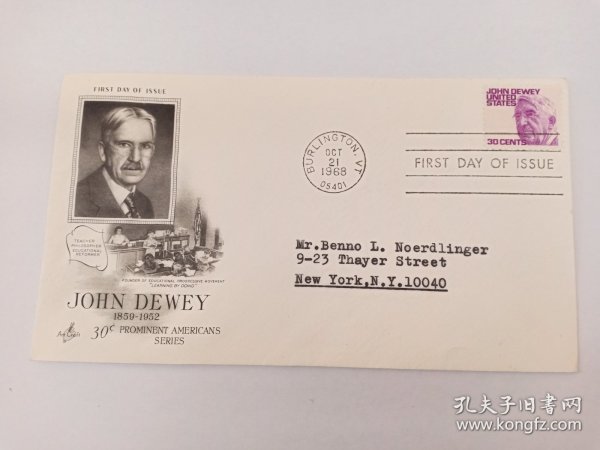 FIRST DAY OF ISSUE
TEACHER
PHILOSOPHER
EDUCATIONAL
REFORMER
FOUNDER OF EDUCATIONAL PROGRESSIVE MOVEMENT
"LEARNING BY DOING"
JOHN DEWEY
1859-1952
30¢ PROMINENT AMERICANS
SERIES
ArtCraft
BURLINGTON, VT
OCT
21
1968
05401
JOHN DEWEY
UNITED
STATES
30 CENTS
FIRST DAY OF ISSUE
Mr.Benno L. Noerdlinger
9-23 Thayer Street
New York,N.Y.10040
孔夫子旧书网
www.kongfz.com